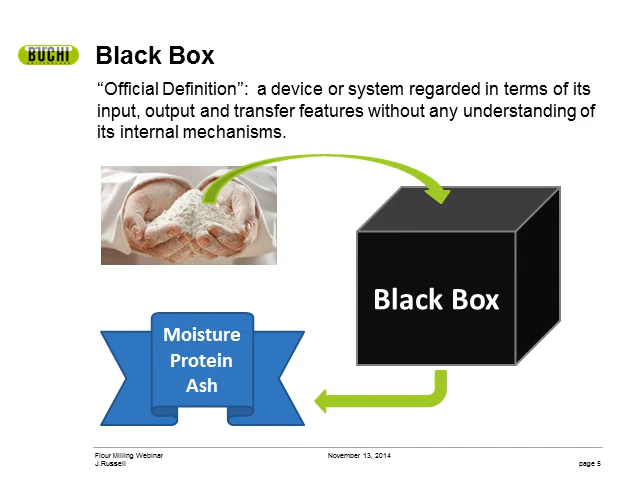 BÜCHI
Black Box
“Official Definition”:  a device or system regarded in terms of its
input, output and transfer features without any understanding of
its internal mechanisms.
Black Box
Moisture
Protein
Ash
Flour Milling Webinar
November 13, 2014
J.Russell
page 5